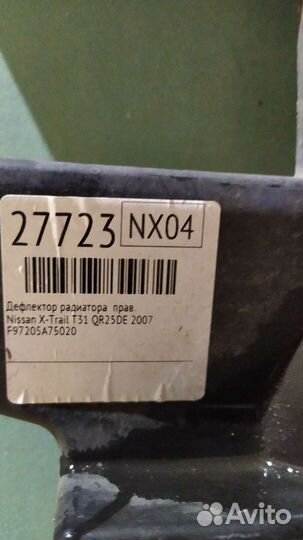 27723 NX04
Дефлектор радиатора прав.
Nissan X-Trail T31 QR25DE 2007
F97205A75020
Avito